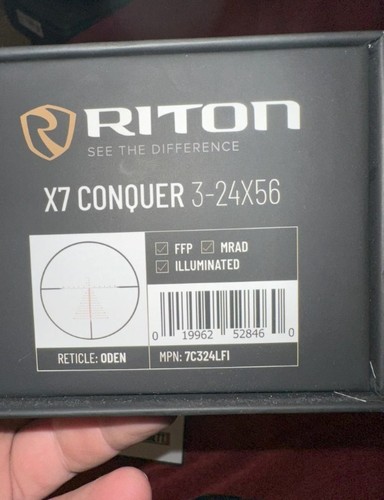 RITON
SEE THE DIFFERENCE
X7 CONQUER 3-24X56
FFP MRAD
ILLUMINATED
0 19962 52846 0
RETICLE: ODEN
MPN: 7C324LFI